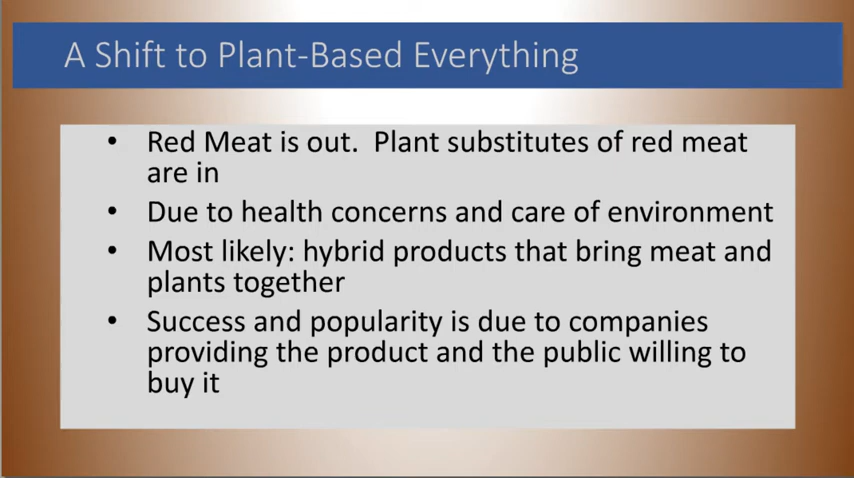 A Shift to Plant-Based Everything
• Red Meat is out.  Plant substitutes of red meat
are in
• Due to health concerns and care of environment
• Most likely: hybrid products that bring meat and
plants together
• Success and popularity is due to companies
providing the product and the public willing to
buy it